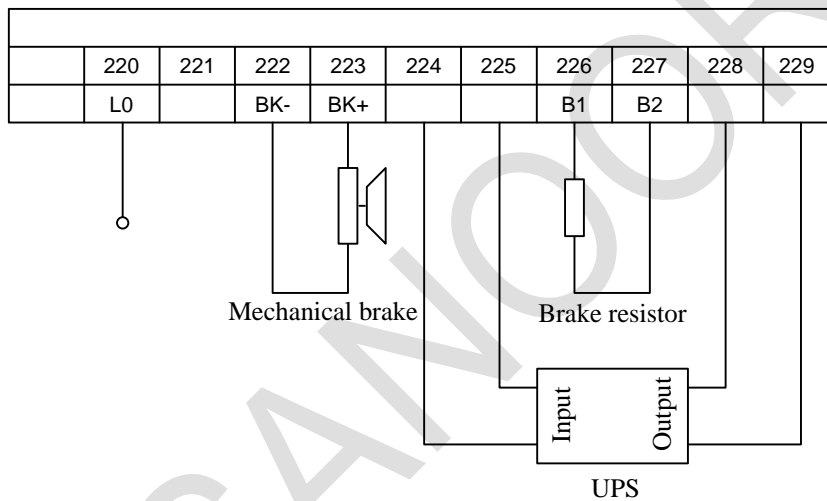 220 221 222 223 224 225 226 227 228 229
L0 BK- BK+ B1 B2
Mechanical brake Brake resistor
Input Output
UPS